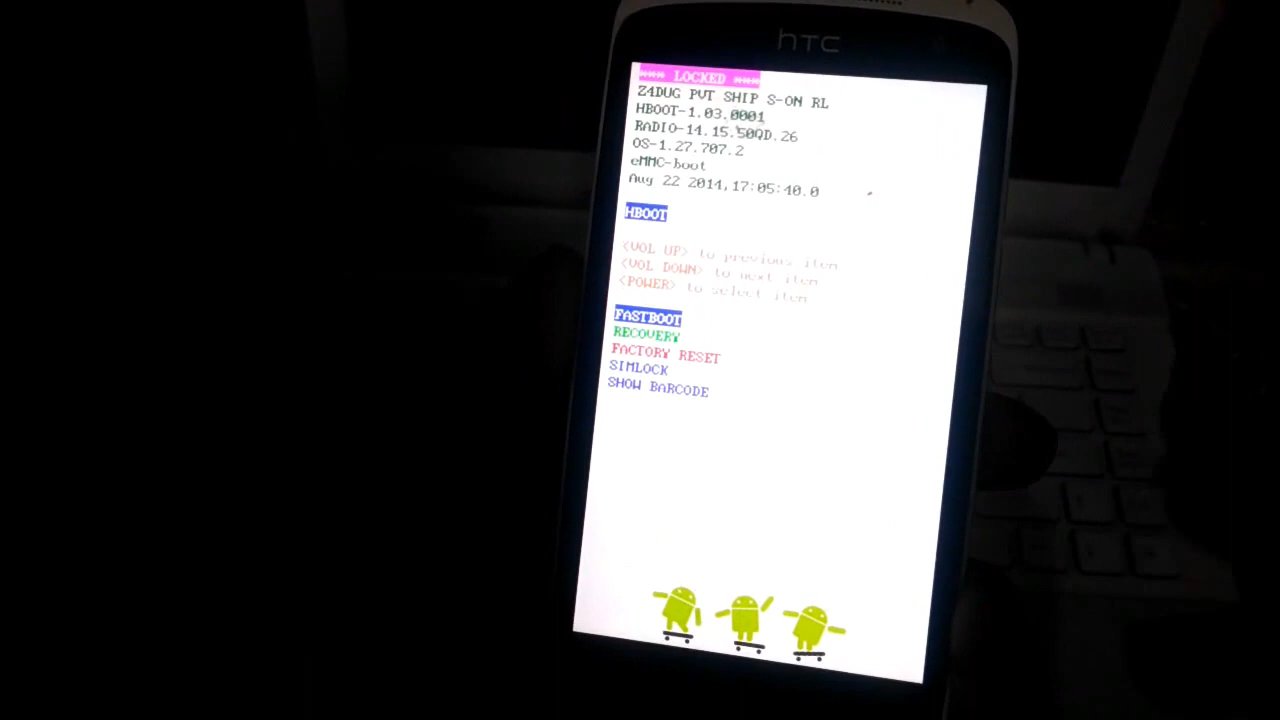 hTC
*** LOCKED ***
Z4DUG PVT SHIP S-ON RL
HBOOT-1.03.0001
RADIO-14.15.50QD.26
OS-1.27.707.2
eMMC-boot
Aug 22 2014,17:05:40.0
HBOOT
<VOL UP> to previous item
<VOL DOWN> to next item
<POWER> to select item
FASTBOOT
RECOVERY
FACTORY RESET
SIMLOCK
SHOW BARCODE